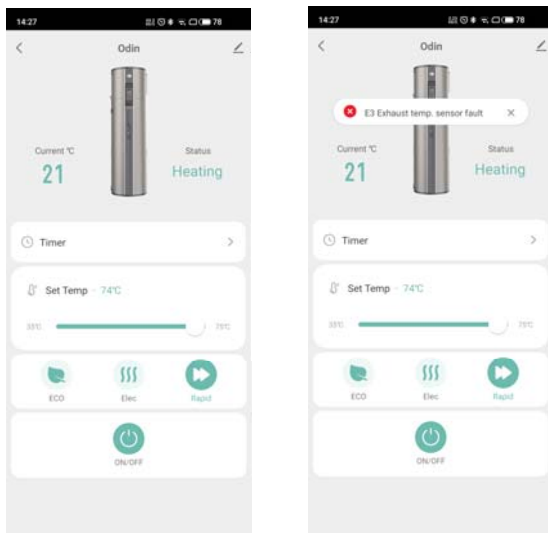 14:27
78
Odin
Current °C
21
Status
Heating
Timer
Set Temp - 74°C
35°C
75°C
ECO
Elec
Rapid
ON/OFF
14:27
78
Odin
E3 Exhaust temp. sensor fault
Current °C
21
Status
Heating
Timer
Set Temp - 74°C
35°C
75°C
ECO
Elec
Rapid
ON/OFF